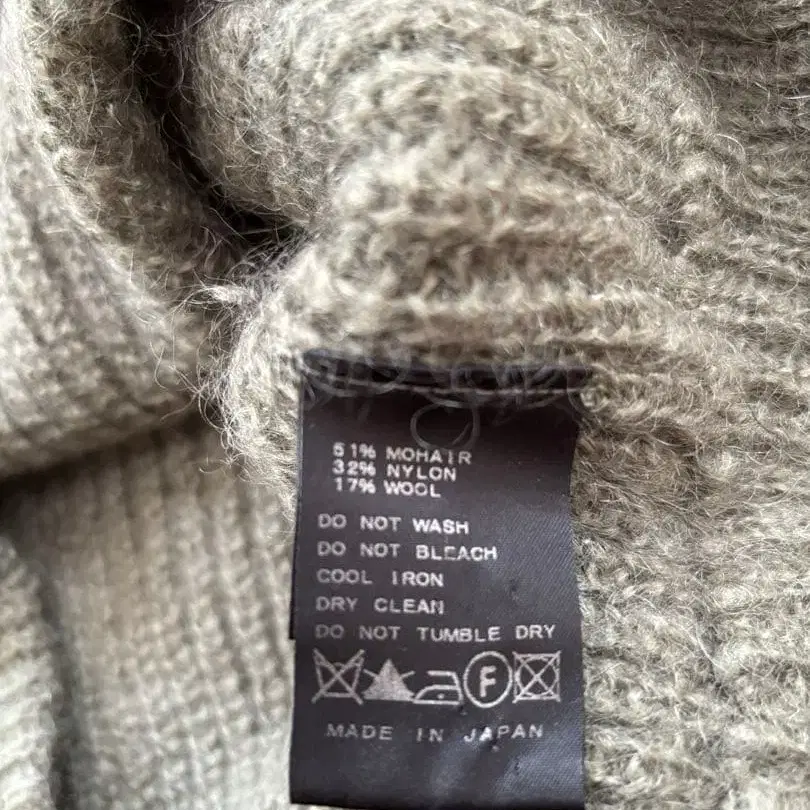 51% MOHAIR
32% NYLON
17% WOOL
DO NOT WASH
DO NOT BLEACH
COOL IRON
DRY CLEAN
DO NOT TUMBLE DRY
F
MADE IN JAPAN